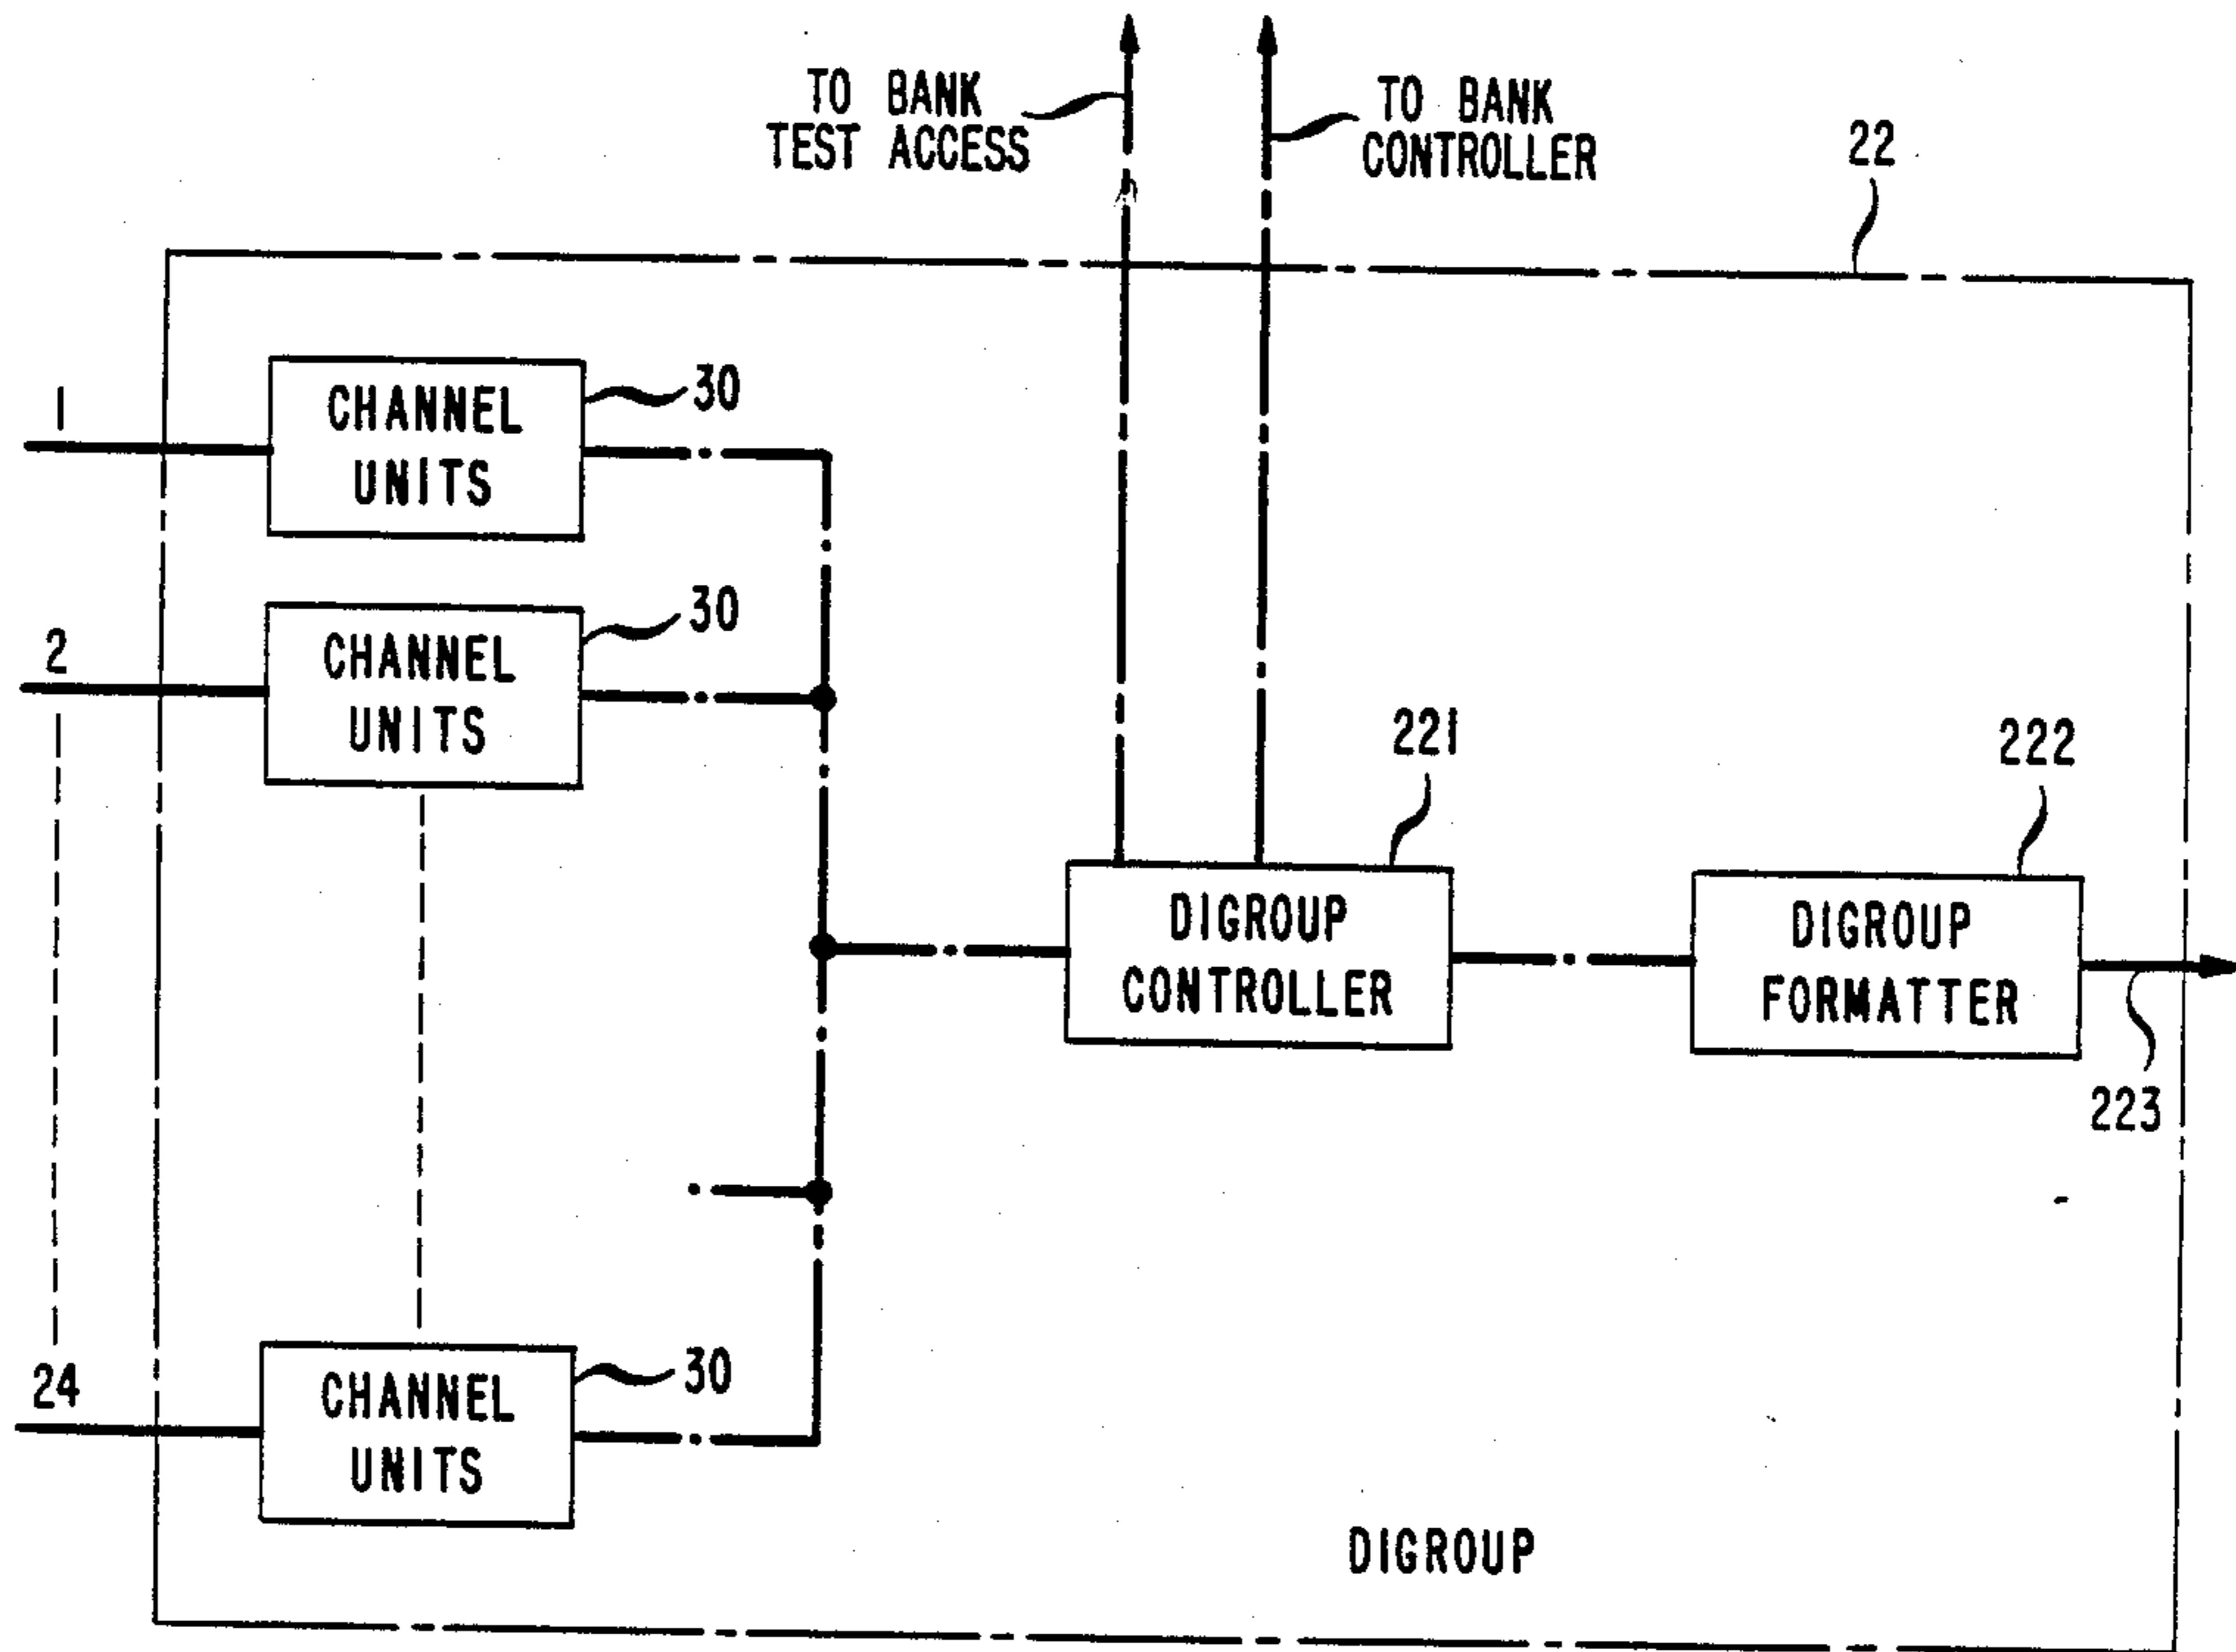 TO BANK
TEST ACCESS
TO BANK
CONTROLLER
22
1
CHANNEL
UNITS
30
2
CHANNEL
UNITS
30
221
DIGROUP
CONTROLLER
222
DIGROUP
FORMATTER
223
24
CHANNEL
UNITS
30
DIGROUP